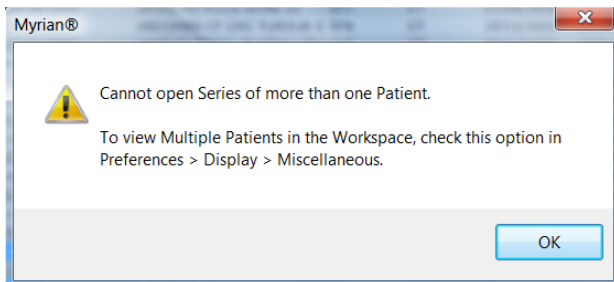 Myrian®
Cannot open Series of more than one Patient.
To view Multiple Patients in the Workspace, check this option in
Preferences > Display > Miscellaneous.
OK